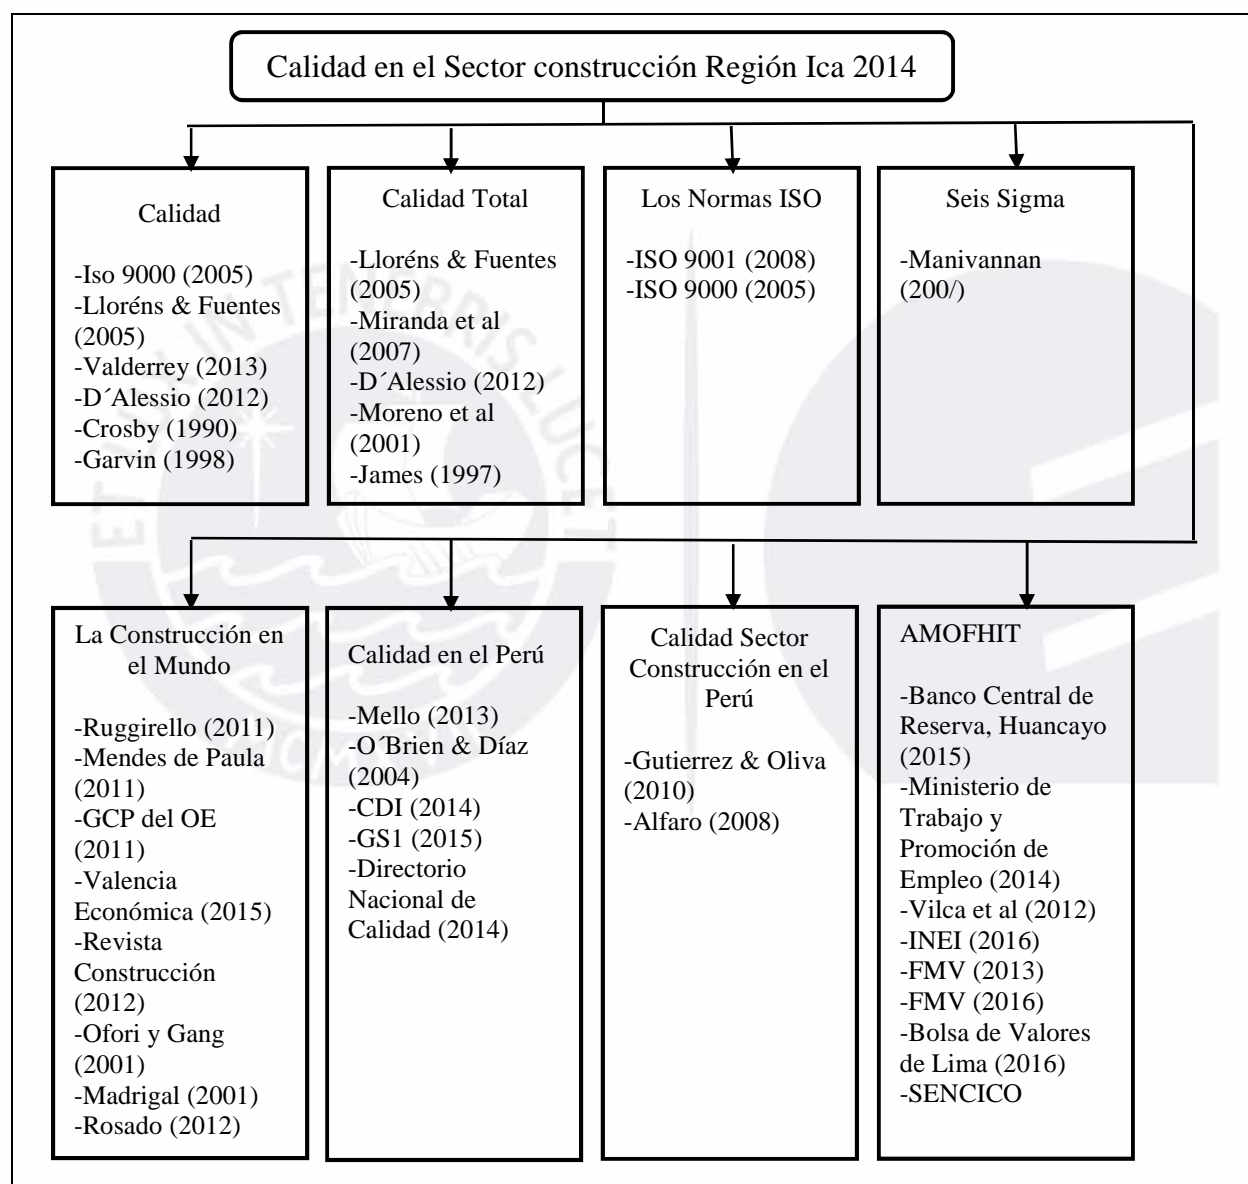 Calidad en el Sector construcción Región Ica 2014
Calidad
-Iso 9000 (2005)
-Lloréns & Fuentes
(2005)
-Valderrey (2013)
-D´Alessio (2012)
-Crosby (1990)
-Garvin (1998)
Calidad Total
-Lloréns & Fuentes
(2005)
-Miranda et al
(2007)
-D´Alessio (2012)
-Moreno et al
(2001)
-James (1997)
Los Normas ISO
-ISO 9001 (2008)
-ISO 9000 (2005)
Seis Sigma
-Manivannan
(200/)
La Construcción en
el Mundo
-Ruggirello (2011)
-Mendes de Paula
(2011)
-GCP del OE
(2011)
-Valencia
Económica (2015)
-Revista
Construcción
(2012)
-Ofori y Gang
(2001)
-Madrigal (2001)
-Rosado (2012)
Calidad en el Perú
-Mello (2013)
-O´Brien & Díaz
(2004)
-CDI (2014)
-GS1 (2015)
-Directorio
Nacional de
Calidad (2014)
Calidad Sector
Construcción en el
Perú
-Gutierrez & Oliva
(2010)
-Alfaro (2008)
AMOFHIT
-Banco Central de
Reserva, Huancayo
(2015)
-Ministerio de
Trabajo y
Promoción de
Empleo (2014)
-Vilca et al (2012)
-INEI (2016)
-FMV (2013)
-FMV (2016)
-Bolsa de Valores
de Lima (2016)
-SENCICO
ET LUX IN TENEBRIS LUCET